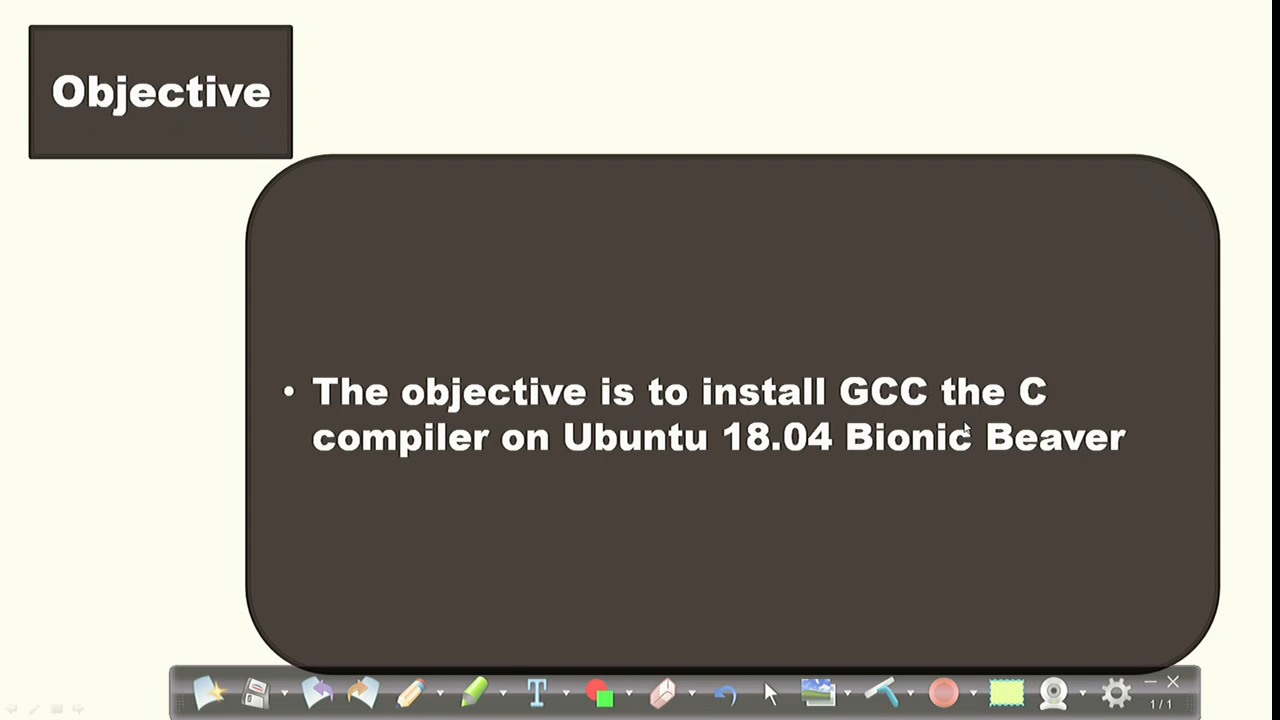 Objective
• The objective is to install GCC the C
compiler on Ubuntu 18.04 Bionic Beaver
T
1/1